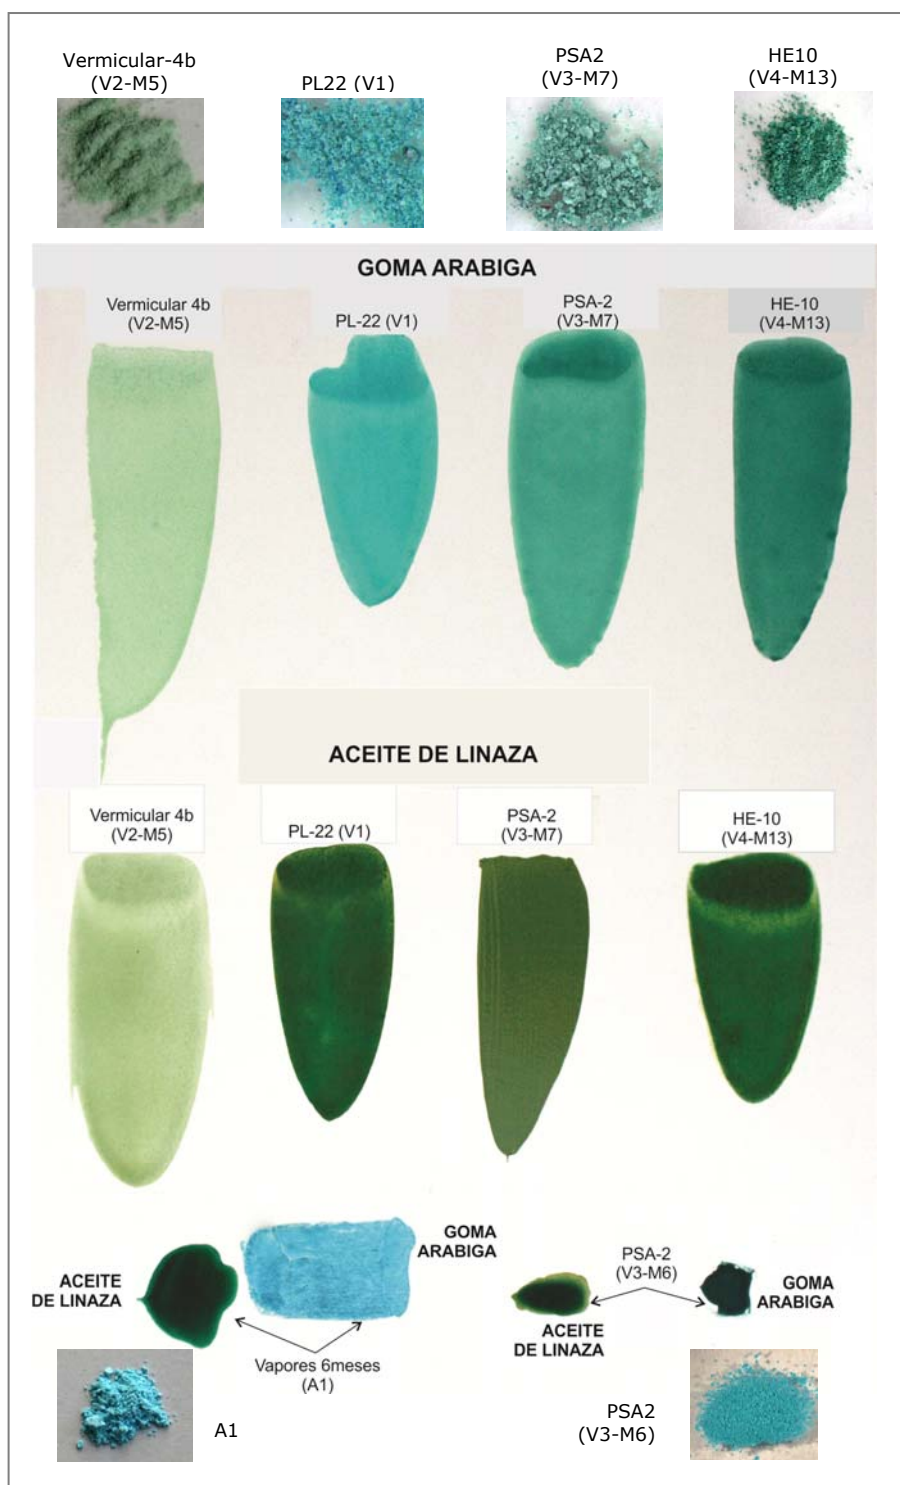 Vermicular-4b
(V2-M5)
PL22 (V1)
PSA2
(V3-M7)
HE10
(V4-M13)
GOMA ARABIGA
Vermicular 4b
(V2-M5)
PL-22 (V1)
PSA-2
(V3-M7)
HE-10
(V4-M13)
ACEITE DE LINAZA
Vermicular 4b
(V2-M5)
PL-22 (V1)
PSA-2
(V3-M7)
HE-10
(V4-M13)
ACEITE
DE LINAZA
GOMA
ARABIGA
Vapores 6meses
(A1)
PSA-2
(V3-M6)
ACEITE
DE LINAZA
GOMA
ARABIGA
A1
PSA2
(V3-M6)